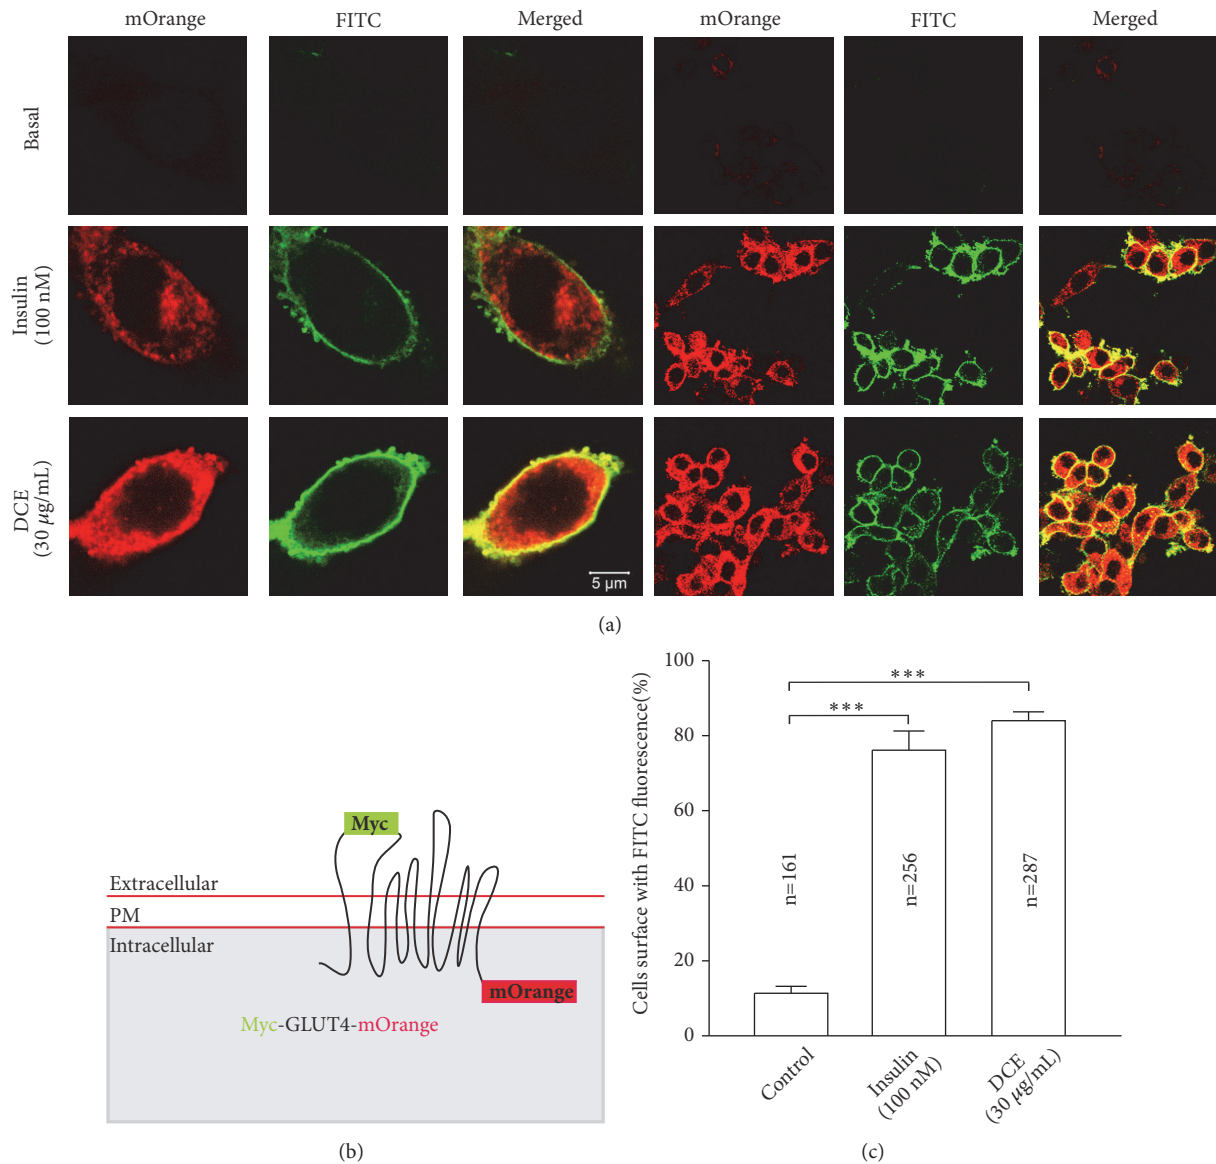 mOrange FITC Merged mOrange FITC Merged
Basal
Insulin
(100 nM)
DCE
(30 μg/mL)
5 μm
(a)
Myc
Extracellular
PM
Intracellular
mOrange
Myc-GLUT4-mOrange
(b)
Cells surface with FITC fluorescence(%)
100
80
60
40
20
0
***
***
n=161
n=256
n=287
Control
Insulin
(100 nM)
DCE
(30 μg/mL)
(c)